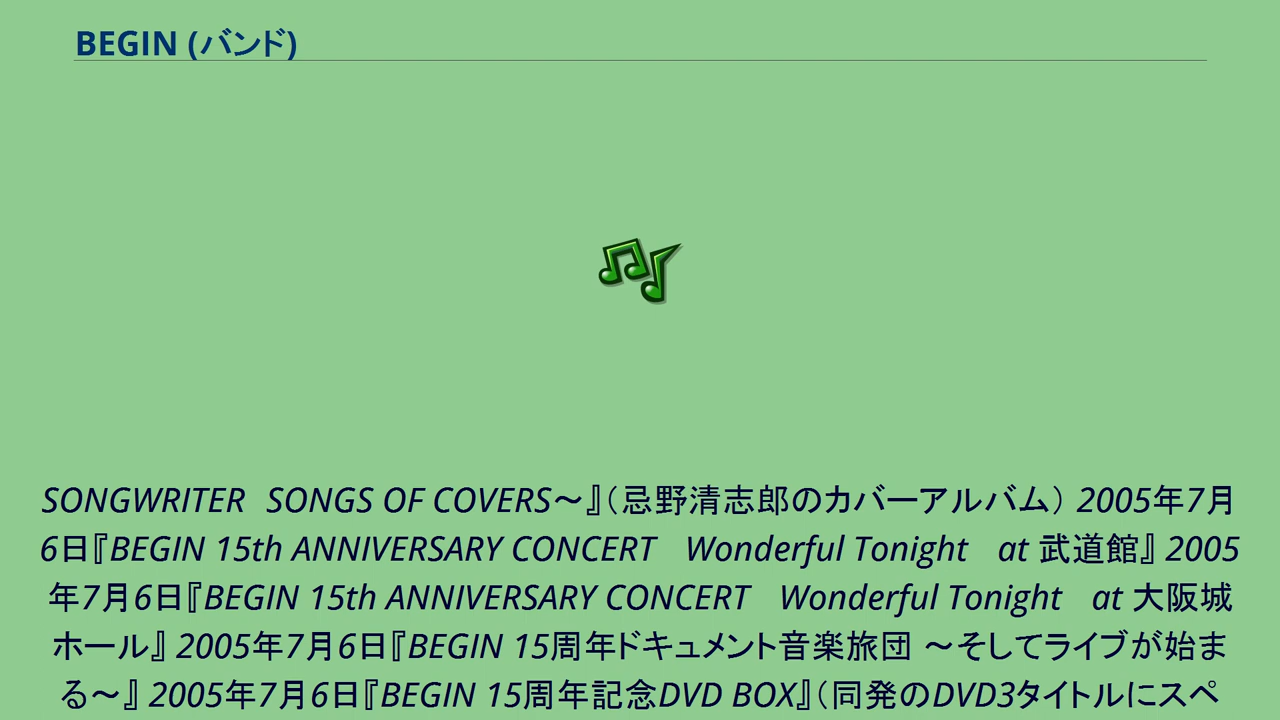 BEGIN (バンド)
SONGWRITER SONGS OF COVERS～』（忌野清志郎のカバーアルバム） 2005年7月
6日『BEGIN 15th ANNIVERSARY CONCERT　Wonderful Tonight　at 武道館』 2005
年7月6日『BEGIN 15th ANNIVERSARY CONCERT　Wonderful Tonight　at 大阪城
ホール』 2005年7月6日『BEGIN 15周年ドキュメント音楽旅団 ～そしてライブが始ま
る～』 2005年7月6日『BEGIN 15周年記念DVD BOX』（同発のDVD3タイトルにスペ